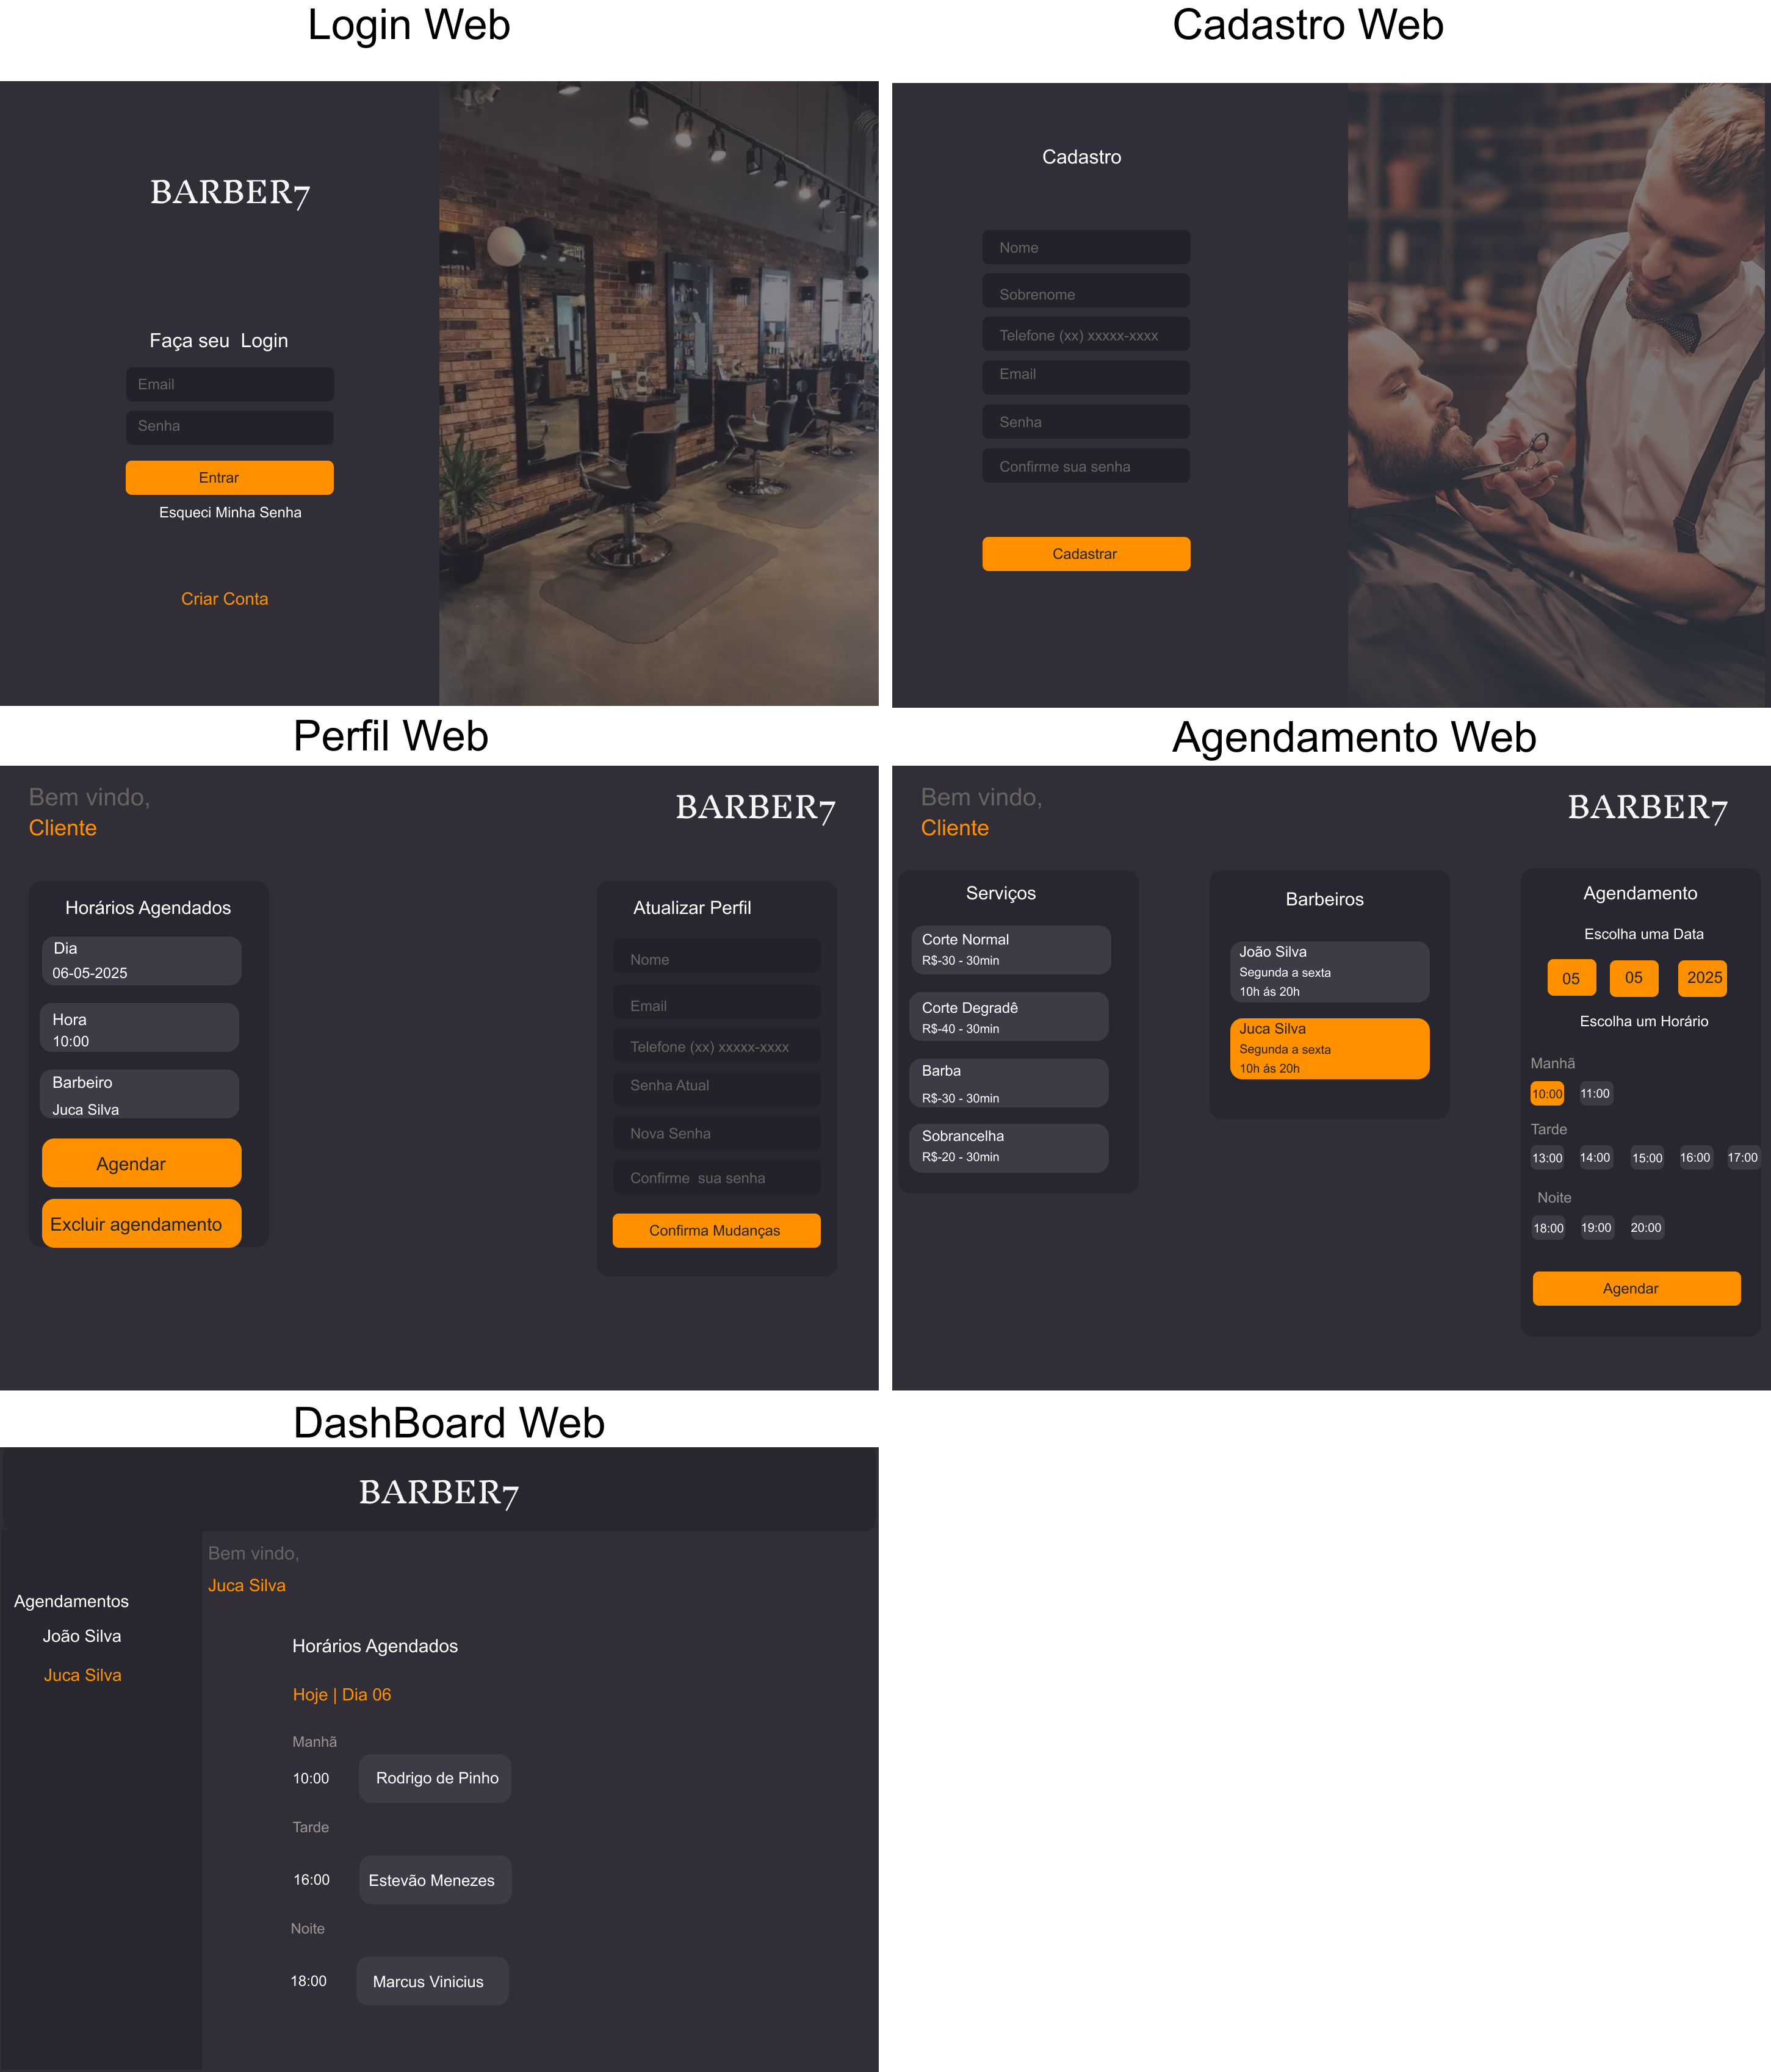 Login Web
BARBER7
Faça seu  Login
Email
Senha
Entrar
Esqueci Minha Senha
Criar Conta
Cadastro Web
Cadastro
Nome
Sobrenome
Telefone (xx) xxxxx-xxxx
Email
Senha
Confirme sua senha
Cadastrar
Perfil Web
Bem vindo,
Cliente
BARBER7
Horários Agendados
Dia
06-05-2025
Hora
10:00
Barbeiro
Juca Silva
Agendar
Excluir agendamento
Atualizar Perfil
Nome
Email
Telefone (xx) xxxxx-xxxx
Senha Atual
Nova Senha
Confirme  sua senha
Confirma Mudanças
Agendamento Web
Bem vindo,
Cliente
BARBER7
Serviços
Corte Normal
R$-30 - 30min
Corte Degradê
R$-40 - 30min
Barba
R$-30 - 30min
Sobrancelha
R$-20 - 30min
Barbeiros
João Silva
Segunda a sexta
10h ás 20h
Juca Silva
Segunda a sexta
10h ás 20h
Agendamento
Escolha uma Data
05 05 2025
Escolha um Horário
Manhã
10:00 11:00
Tarde
13:00 14:00 15:00 16:00 17:00
Noite
18:00 19:00 20:00
Agendar
DashBoard Web
BARBER7
Agendamentos
João Silva
Juca Silva
Bem vindo,
Juca Silva
Horários Agendados
Hoje | Dia 06
Manhã
10:00 Rodrigo de Pinho
Tarde
16:00 Estevão Menezes
Noite
18:00 Marcus Vinicius